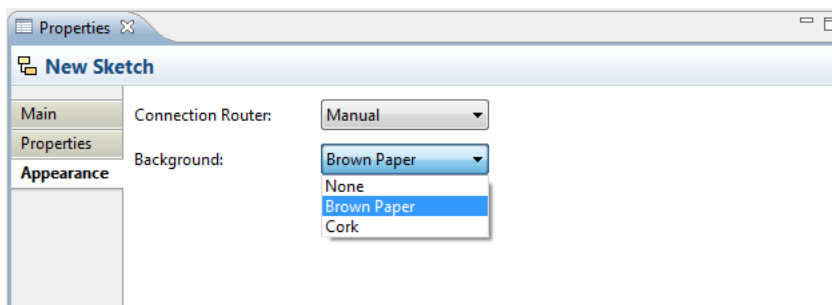 Properties
New Sketch
Main
Properties
Appearance
Connection Router: Manual
Background: Brown Paper
None
Brown Paper
Cork